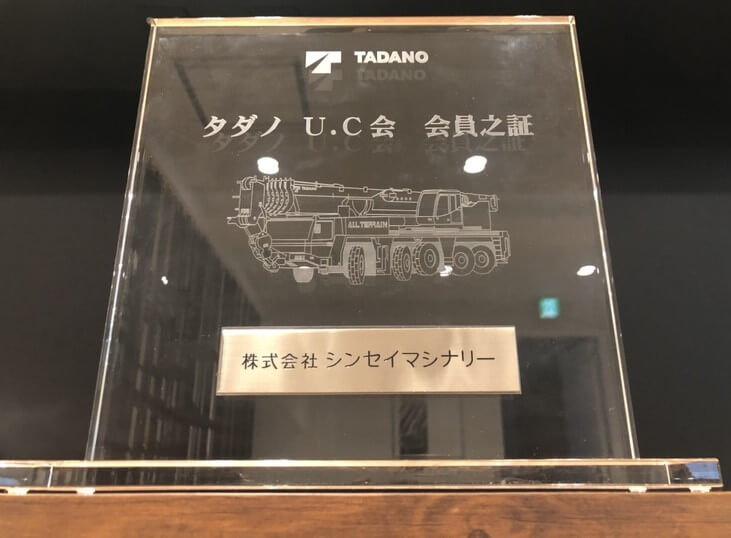 TADANO
タダノ U.C会 会員之証
TADANO
ALL TERRAIN
株式会社 シンセイマシナリー